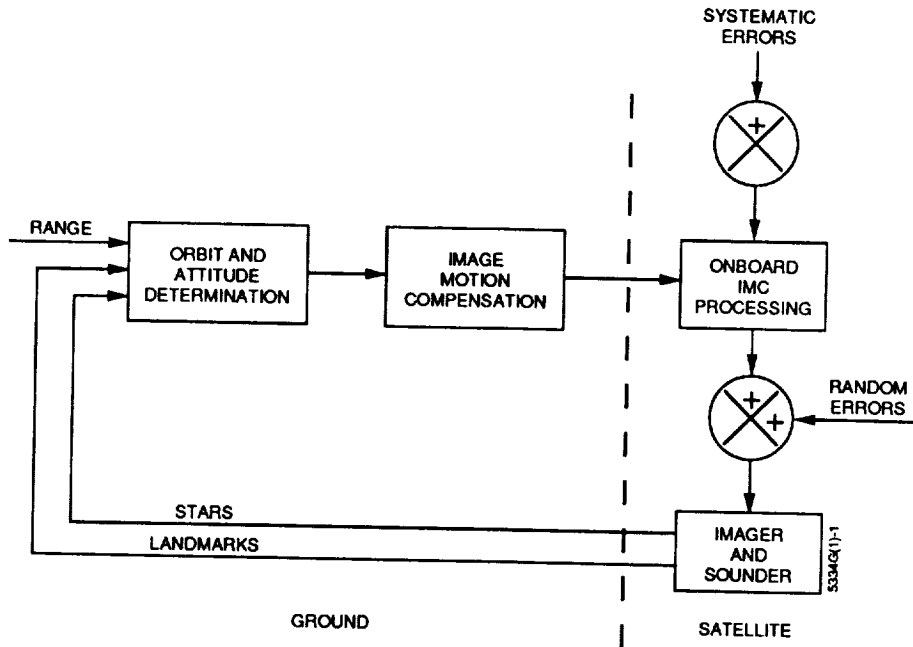 SYSTEMATIC
ERRORS
+
RANGE
ORBIT AND
ATTITUDE
DETERMINATION
IMAGE
MOTION
COMPENSATION
ONBOARD
IMC
PROCESSING
+
+
RANDOM
ERRORS
STARS
LANDMARKS
IMAGER
AND
SOUNDER
5334G(1)-1
GROUND
SATELLITE